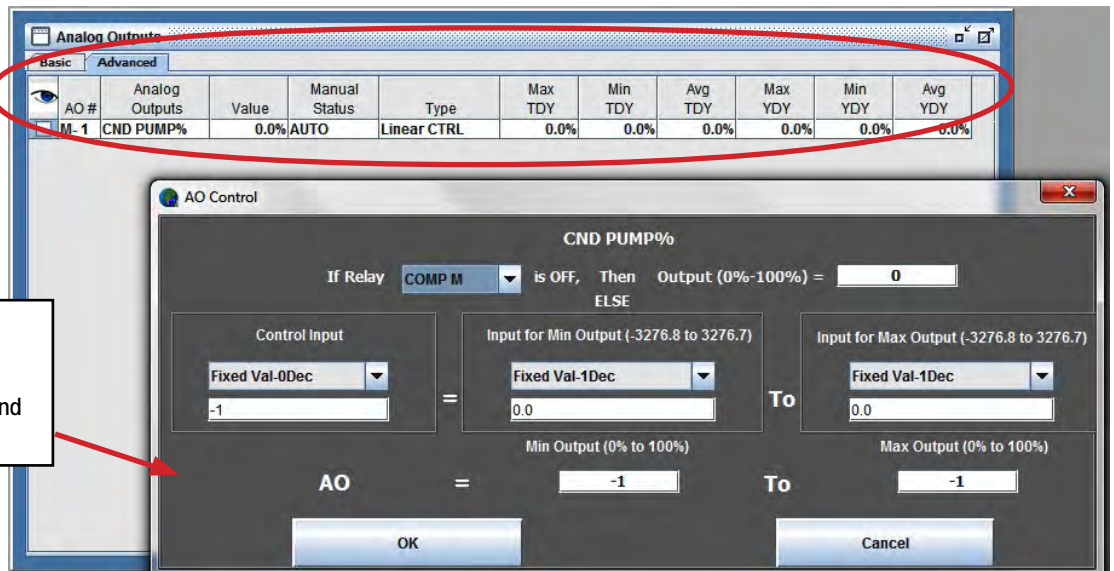 Analog Outputs
Basic Advanced
AO # Analog Outputs Value Manual Status Type Max TDY Min TDY Avg TDY Max YDY Min YDY Avg YDY
M- 1 CND PUMP% 0.0% AUTO Linear CTRL 0.0% 0.0% 0.0% 0.0% 0.0% 0.0%
AO Control
CND PUMP%
If Relay COMP M is OFF, Then Output (0%-100%) = 0
ELSE
Control Input Input for Min Output (-3276.8 to 3276.7) Input for Max Output (-3276.8 to 3276.7)
Fixed Val-0Dec Fixed Val-1Dec Fixed Val-1Dec
-1 = 0.0 To 0.0
Min Output (0% to 100%) Max Output (0% to 100%)
AO = -1 To -1
OK Cancel